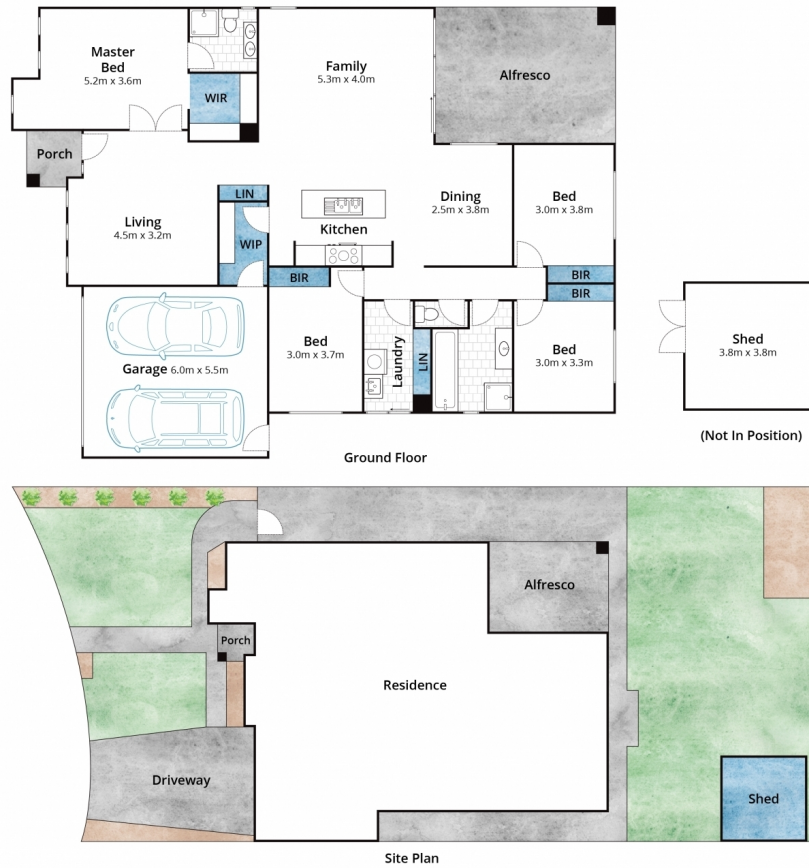 Master
Bed
5.2m x 3.6m
WIR
Family
5.3m x 4.0m
Alfresco
Porch
Living
4.5m x 3.2m
LIN
WIP
Kitchen
Dining
2.5m x 3.8m
Bed
3.0m x 3.8m
BIR
BIR
BIR
Garage 6.0m x 5.5m
Bed
3.0m x 3.7m
Laundry
LIN
Bed
3.0m x 3.3m
Shed
3.8m x 3.8m
(Not In Position)
Ground Floor
Alfresco
Porch
Residence
Driveway
Shed
Site Plan